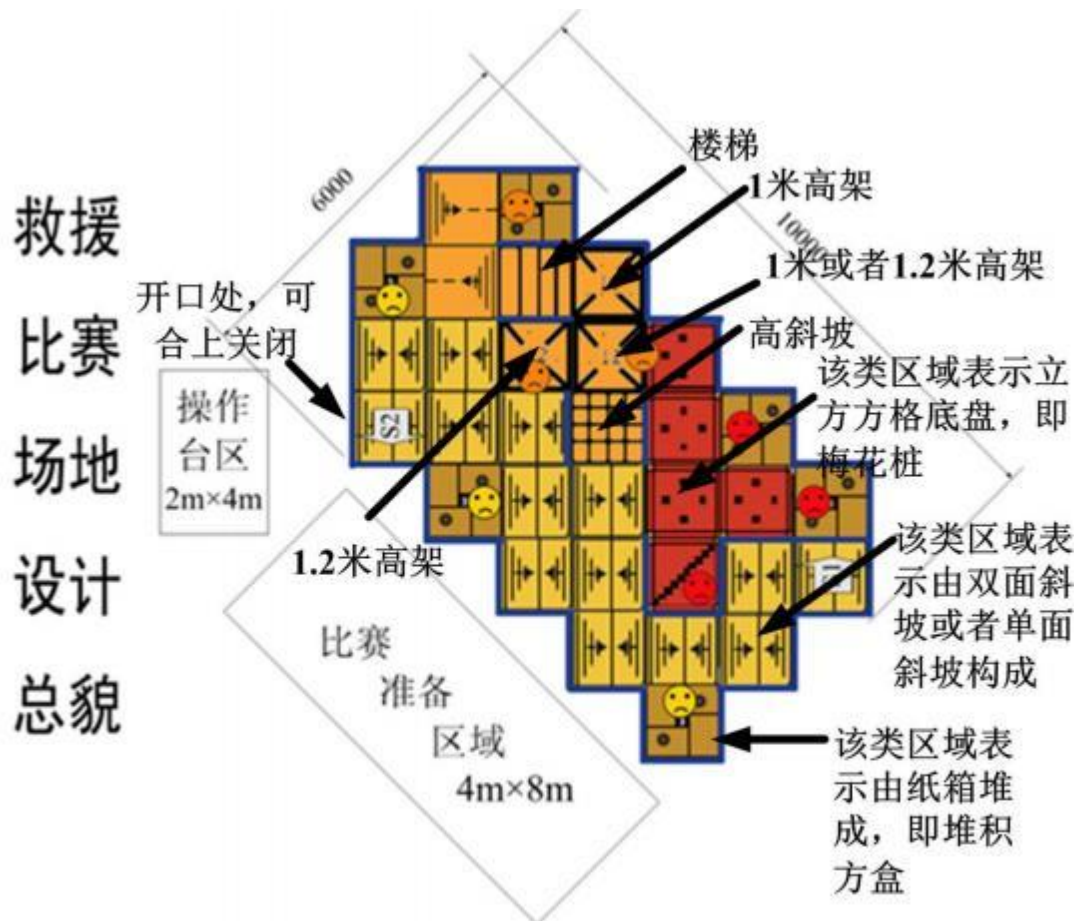 救援
比赛
场地
设计
总貌
6000
10000
楼梯
1米高架
1米或者1.2米高架
高斜坡
该类区域表示立
方方格底盘，即
梅花桩
开口处，可
合上关闭
操作
台区
2m×4m
S2
1.2米高架
该类区域表
示由双面斜
坡或者单面
斜坡构成
比赛
准备
区域
4m×8m
该类区域表
示由纸箱堆
成，即堆积
方盒